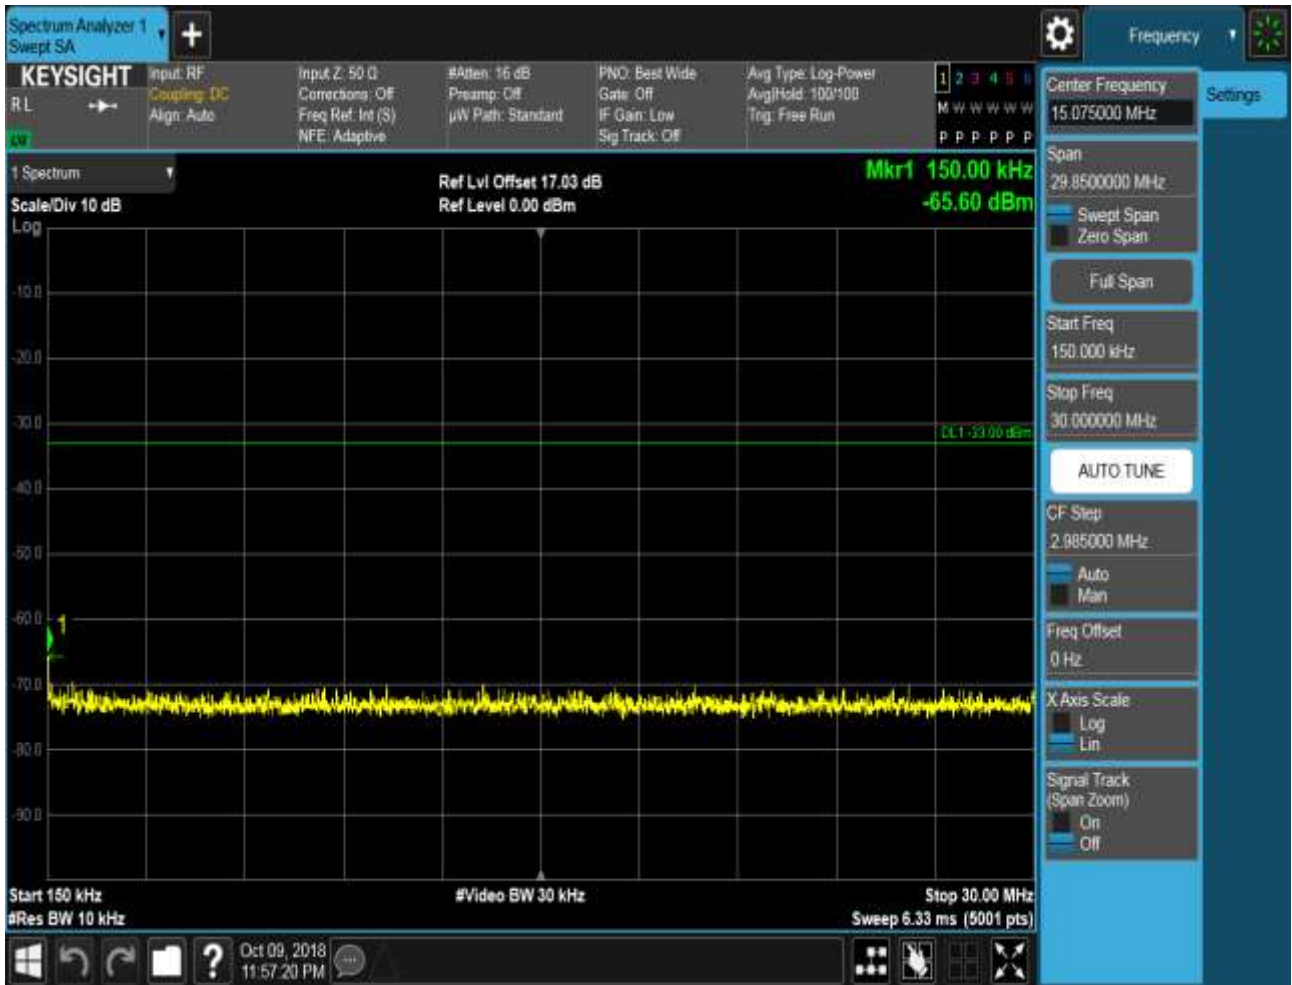 Spectrum Analyzer 1
Swept SA
+
Frequency
KEYSIGHT
RL
Input: RF
Coupling: DC
Align: Auto
Input Z: 50 Ω
Corrections: Off
Freq Ref: Int (S)
NFE: Adaptive
#Atten: 16 dB
Preamp: Off
µW Path: Standard
PNO: Best Wide
Gate: Off
IF Gain: Low
Sig Track: Off
Avg Type: Log-Power
Avg|Hold: 100/100
Trig: Free Run
1 2 3 4 5 6
M W W W W W
P P P P P P
1 Spectrum
Scale/Div 10 dB
Log
Ref Lvl Offset 17.03 dB
Ref Level 0.00 dBm
Mkr1 150.00 kHz
-65.60 dBm
-10.0
-20.0
-30.0
DL1 -33.00 dBm
-40.0
-50.0
-60.0
1
-70.0
-80.0
-90.0
Start 150 kHz
#Res BW 10 kHz
#Video BW 30 kHz
Stop 30.00 MHz
Sweep 6.33 ms (5001 pts)
Center Frequency
15.075000 MHz
Settings
Span
29.8500000 MHz
Swept Span
Zero Span
Full Span
Start Freq
150.000 kHz
Stop Freq
30.000000 MHz
AUTO TUNE
CF Step
2.985000 MHz
Auto
Man
Freq Offset
0 Hz
X Axis Scale
Log
Lin
Signal Track
(Span Zoom)
On
Off
?
Oct 09, 2018
11:57:20 PM